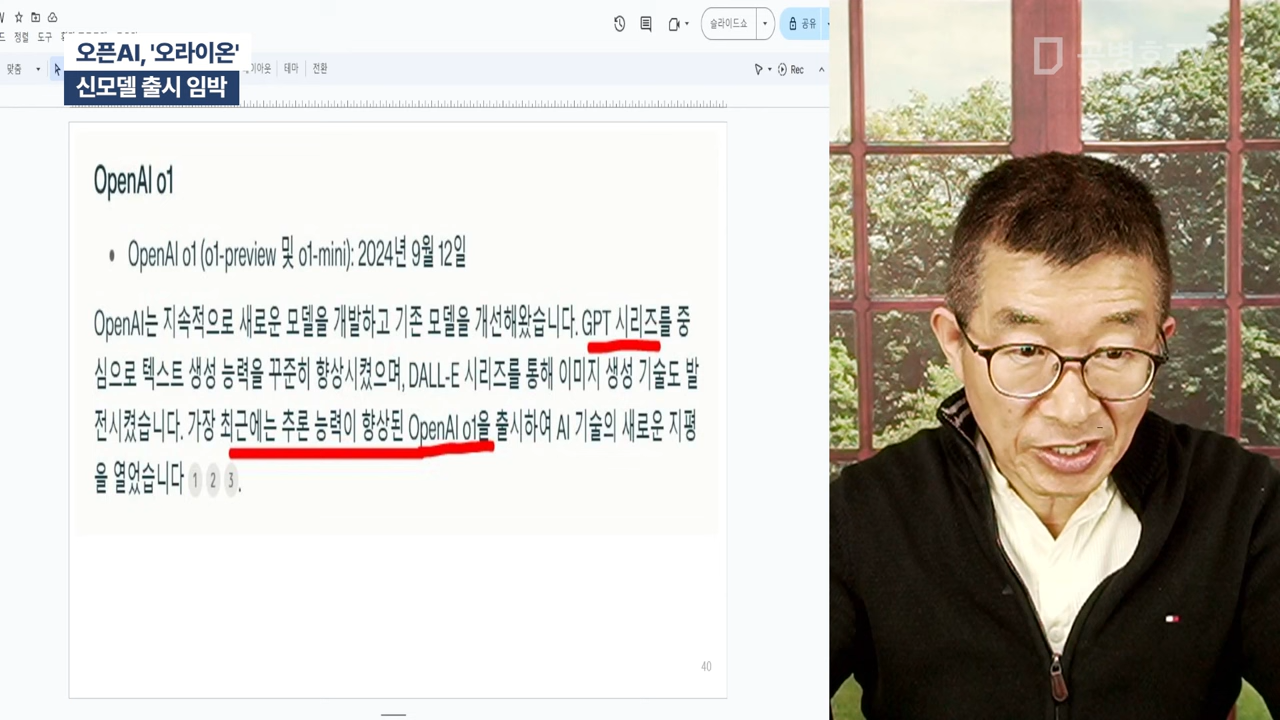 정렬 도구
맞춤
오픈AI, '오라이온'
신모델 출시 임박
테마 전환
슬라이드쇼
공유
Rec
OpenAI o1
• OpenAI o1 (o1-preview 및 o1-mini): 2024년 9월 12일
OpenAI는 지속적으로 새로운 모델을 개발하고 기존 모델을 개선해왔습니다. GPT 시리즈를 중
심으로 텍스트 생성 능력을 꾸준히 향상시켰으며, DALL-E 시리즈를 통해 이미지 생성 기술도 발
전시켰습니다. 가장 최근에는 추론 능력이 향상된 OpenAI o1을 출시하여 AI 기술의 새로운 지평
을 열었습니다 1 2 3 .
40